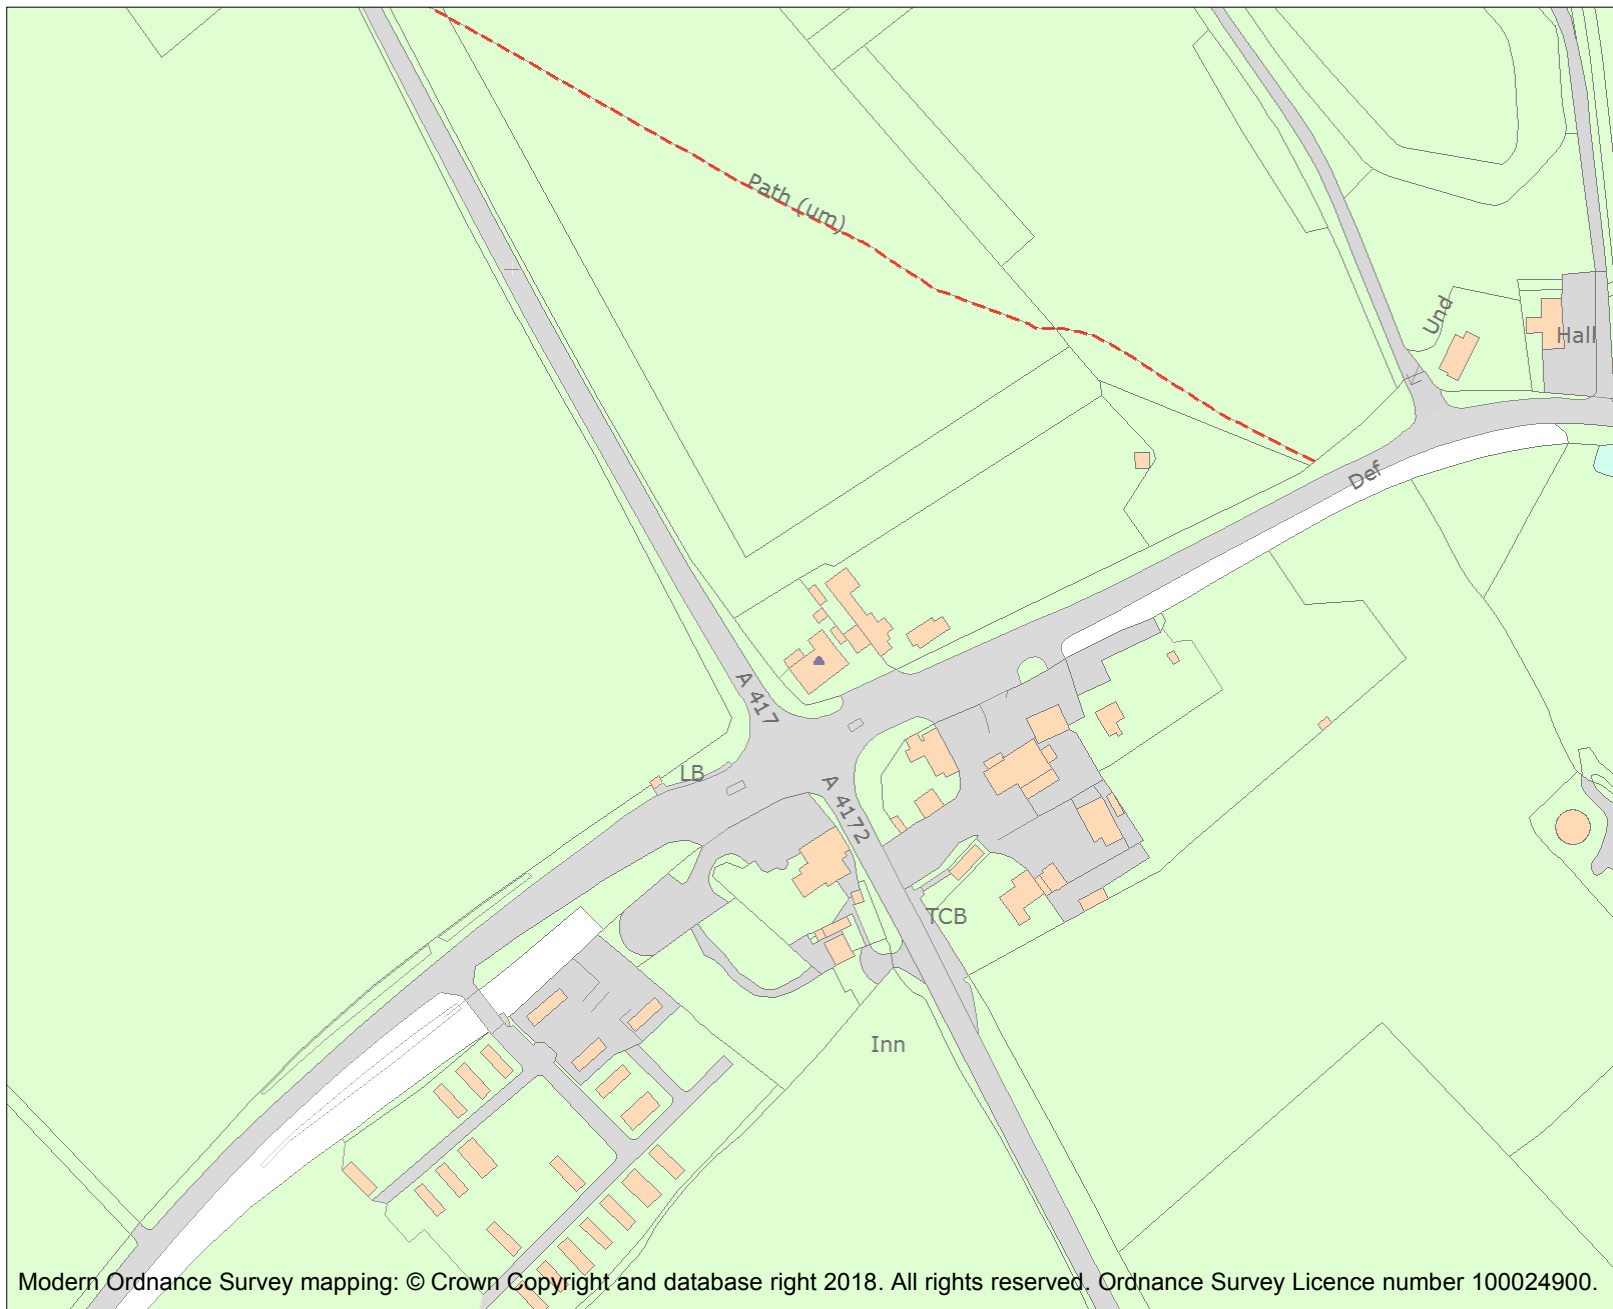 Path (um)
Und
Hall
Def
A 417
LB
A 4172
TCB
Inn
Modern Ordnance Survey mapping: © Crown Copyright and database right 2018. All rights reserved. Ordnance Survey Licence number 100024900.